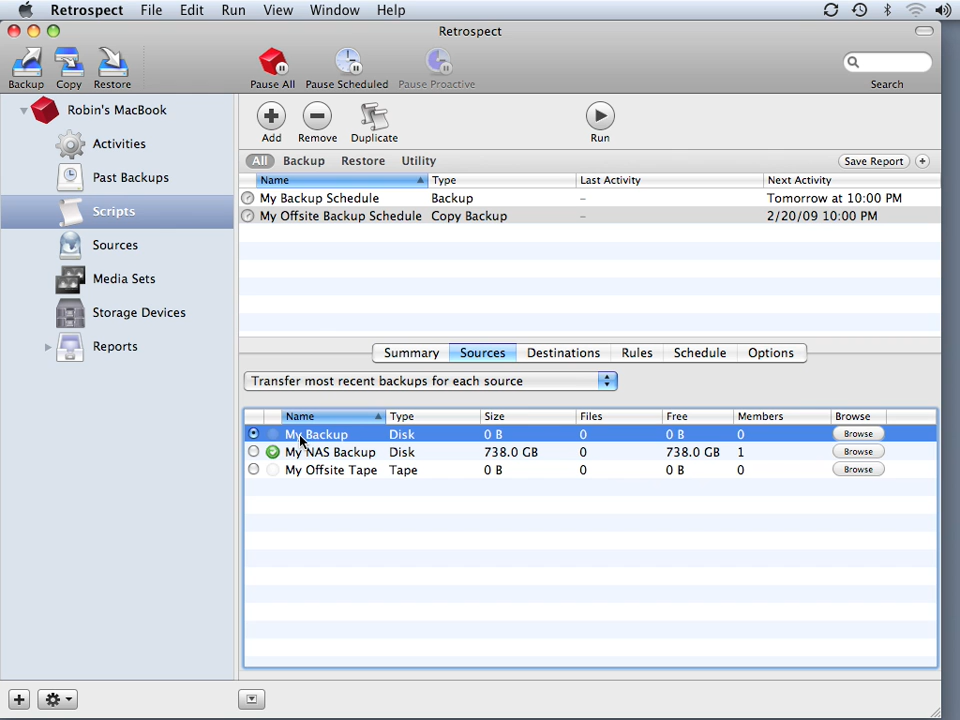 Retrospect File Edit Run View Window Help
Retrospect
Backup Copy Restore Pause All Pause Scheduled Pause Proactive Search
Robin's MacBook
Activities
Past Backups
Scripts
Sources
Media Sets
Storage Devices
Reports
Add Remove Duplicate Run
All Backup Restore Utility Save Report
Name Type Last Activity Next Activity
My Backup Schedule Backup – Tomorrow at 10:00 PM
My Offsite Backup Schedule Copy Backup – 2/20/09 10:00 PM
Summary Sources Destinations Rules Schedule Options
Transfer most recent backups for each source
Name Type Size Files Free Members Browse
My Backup Disk 0 B 0 0 B 0 Browse
My NAS Backup Disk 738.0 GB 0 738.0 GB 1 Browse
My Offsite Tape Tape 0 B 0 0 B 0 Browse